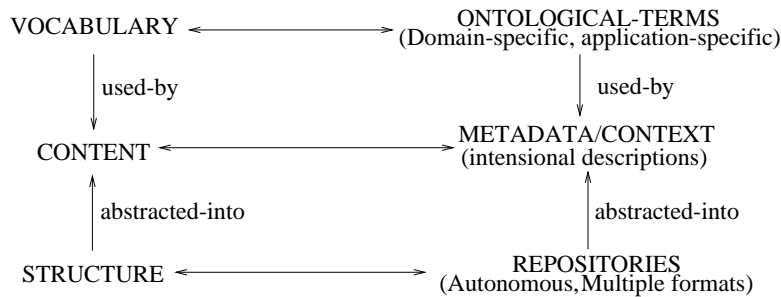 VOCABULARY
ONTOLOGICAL-TERMS
(Domain-specific, application-specific)
used-by
used-by
CONTENT
METADATA/CONTEXT
(intensional descriptions)
abstracted-into
abstracted-into
STRUCTURE
REPOSITORIES
(Autonomous,Multiple formats)